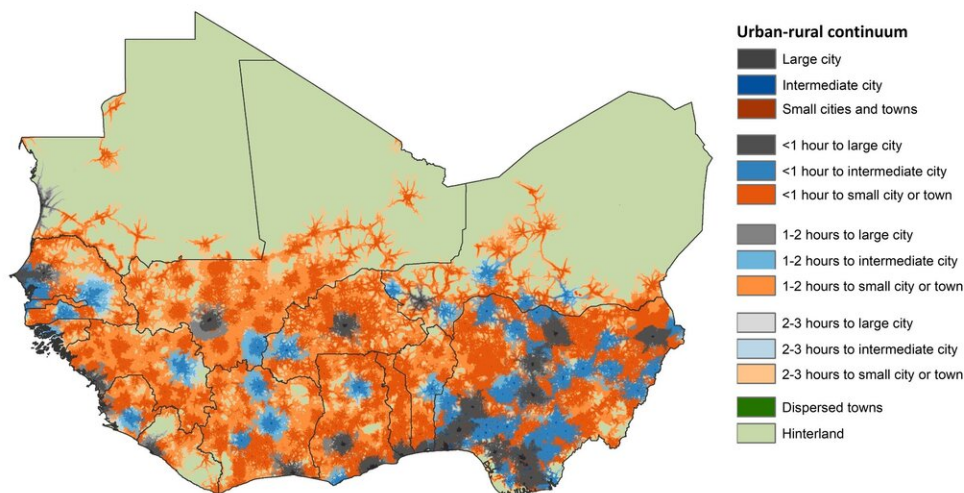 Urban-rural continuum
Large city
Intermediate city
Small cities and towns
<1 hour to large city
<1 hour to intermediate city
<1 hour to small city or town
1-2 hours to large city
1-2 hours to intermediate city
1-2 hours to small city or town
2-3 hours to large city
2-3 hours to intermediate city
2-3 hours to small city or town
Dispersed towns
Hinterland